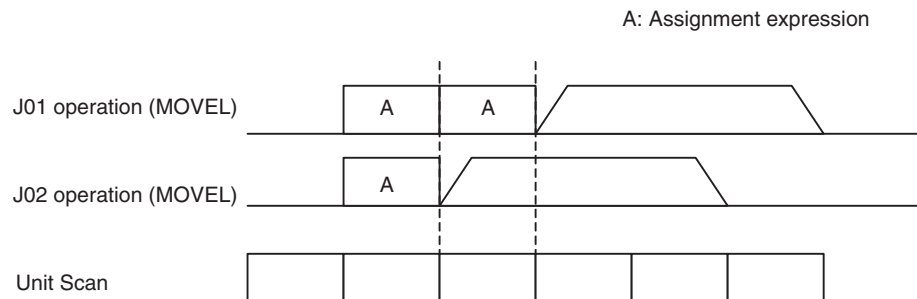 A: Assignment expression
J01 operation (MOVEL)
A A
J02 operation (MOVEL)
A
Unit Scan